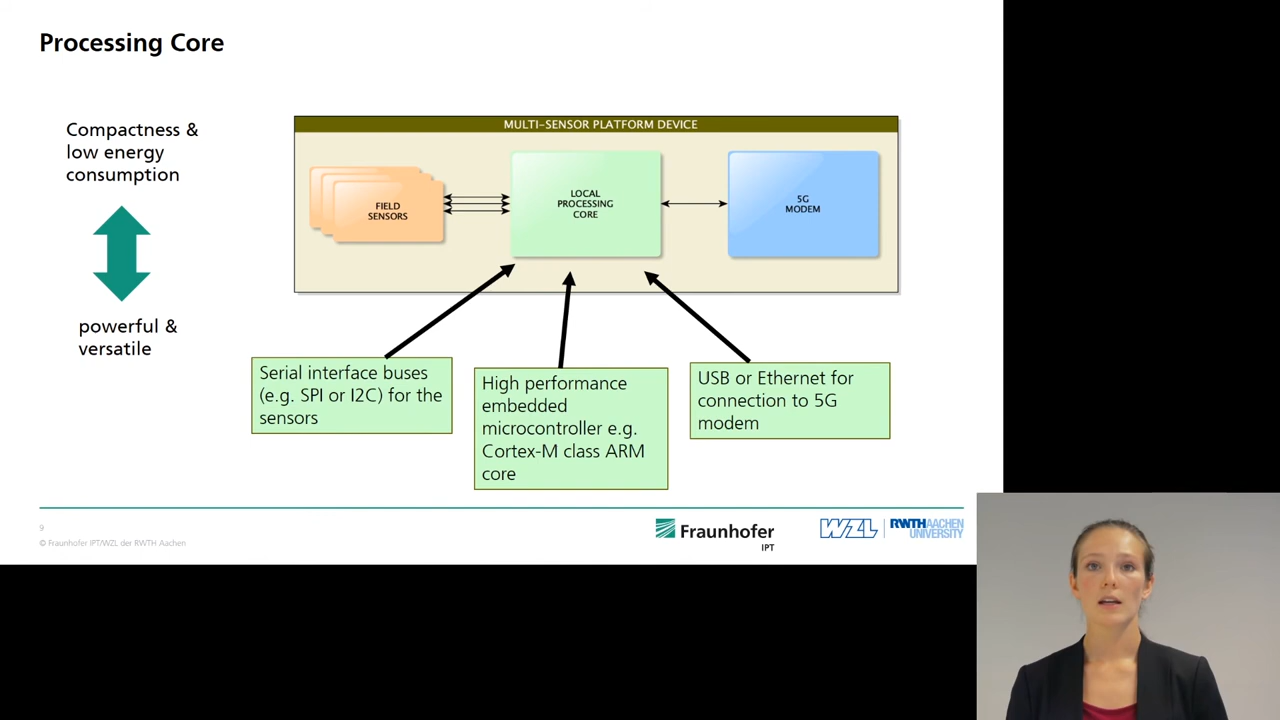 Processing Core
Compactness &
low energy
consumption
powerful &
versatile
MULTI-SENSOR PLATFORM DEVICE
FIELD
SENSORS
LOCAL
PROCESSING
CORE
5G
MODEM
Serial interface buses
(e.g. SPI or I2C) for the
sensors
High performance
embedded
microcontroller e.g.
Cortex-M class ARM
core
USB or Ethernet for
connection to 5G
modem
9
© Fraunhofer IPT/WZL der RWTH Aachen
Fraunhofer
IPT
WZL
RWTH AACHEN
UNIVERSITY